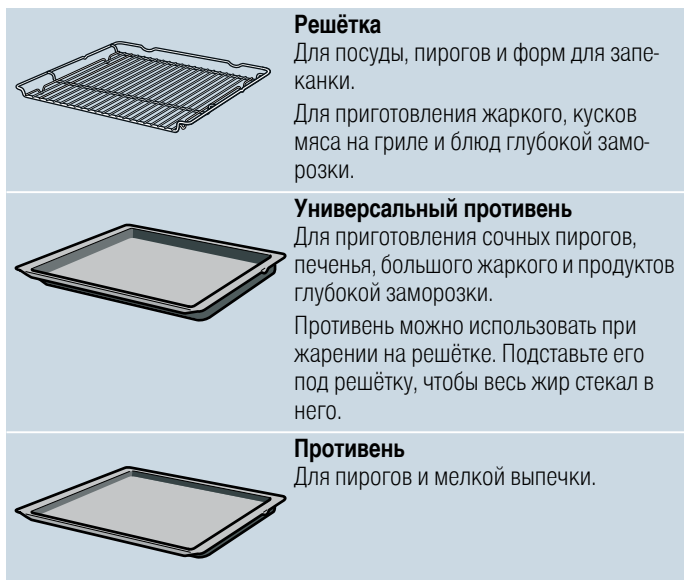 Решётка
Для посуды, пирогов и форм для запе-
канки.
Для приготовления жаркого, кусков
мяса на гриле и блюд глубокой замо-
розки.
Универсальный противень
Для приготовления сочных пирогов,
печенья, большого жаркого и продуктов
глубокой заморозки.
Противень можно использовать при
жарении на решётке. Подставьте его
под решётку, чтобы весь жир стекал в
него.
Противень
Для пирогов и мелкой выпечки.